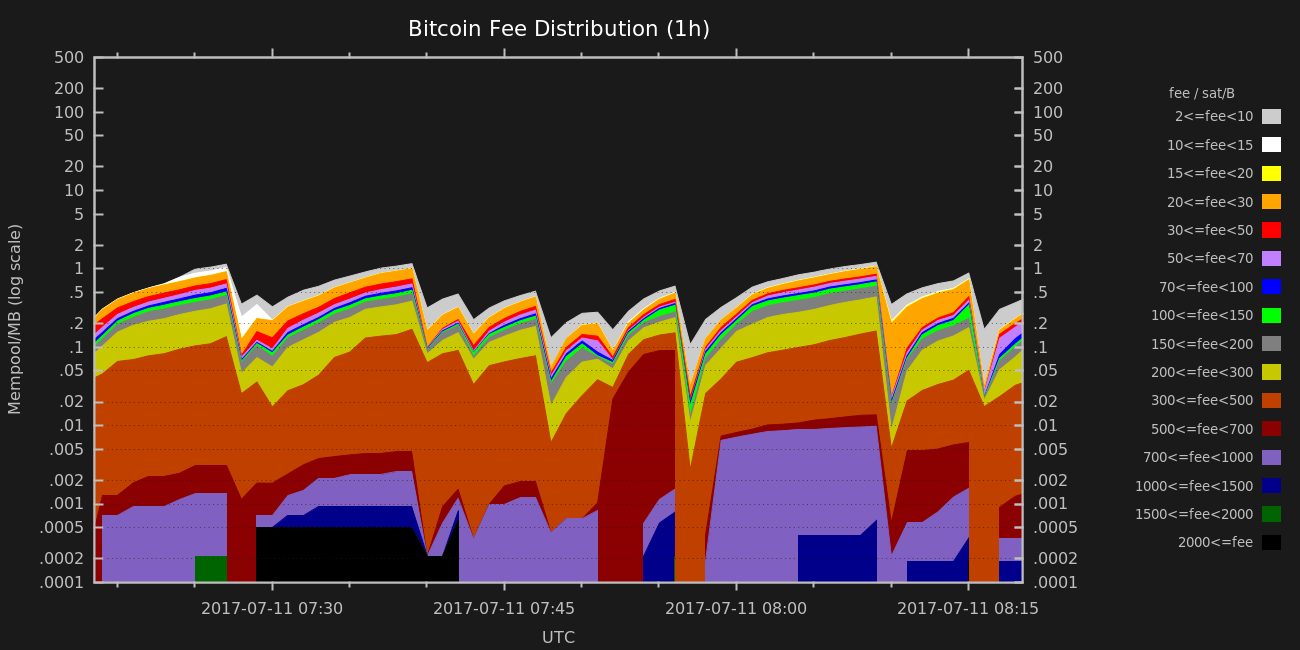 Bitcoin Fee Distribution (1h)
500 500
200 200
100 100
50 50
20 20
10 10
5 5
2 2
1 1
.5 .5
.2 .2
.1 .1
.05 .05
.02 .02
.01 .01
.005 .005
.002 .002
.001 .001
.0005 .0005
.0002 .0002
.0001 .0001
Mempool/MB (log scale)
2017-07-11 07:30 2017-07-11 07:45 2017-07-11 08:00 2017-07-11 08:15
UTC
fee / sat/B
2<=fee<10
10<=fee<15
15<=fee<20
20<=fee<30
30<=fee<50
50<=fee<70
70<=fee<100
100<=fee<150
150<=fee<200
200<=fee<300
300<=fee<500
500<=fee<700
700<=fee<1000
1000<=fee<1500
1500<=fee<2000
2000<=fee